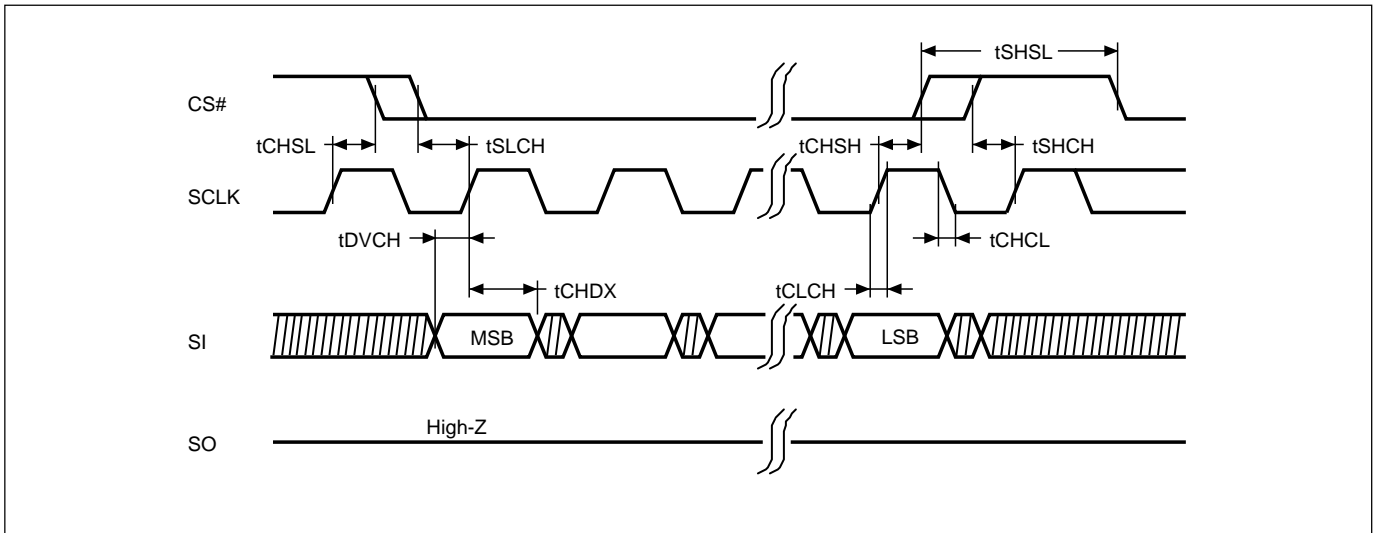 tSHSL
CS#
tCHSL
tSLCH
tCHSH
tSHCH
SCLK
tDVCH
tCHCL
tCHDX
tCLCH
SI
MSB
LSB
High-Z
SO